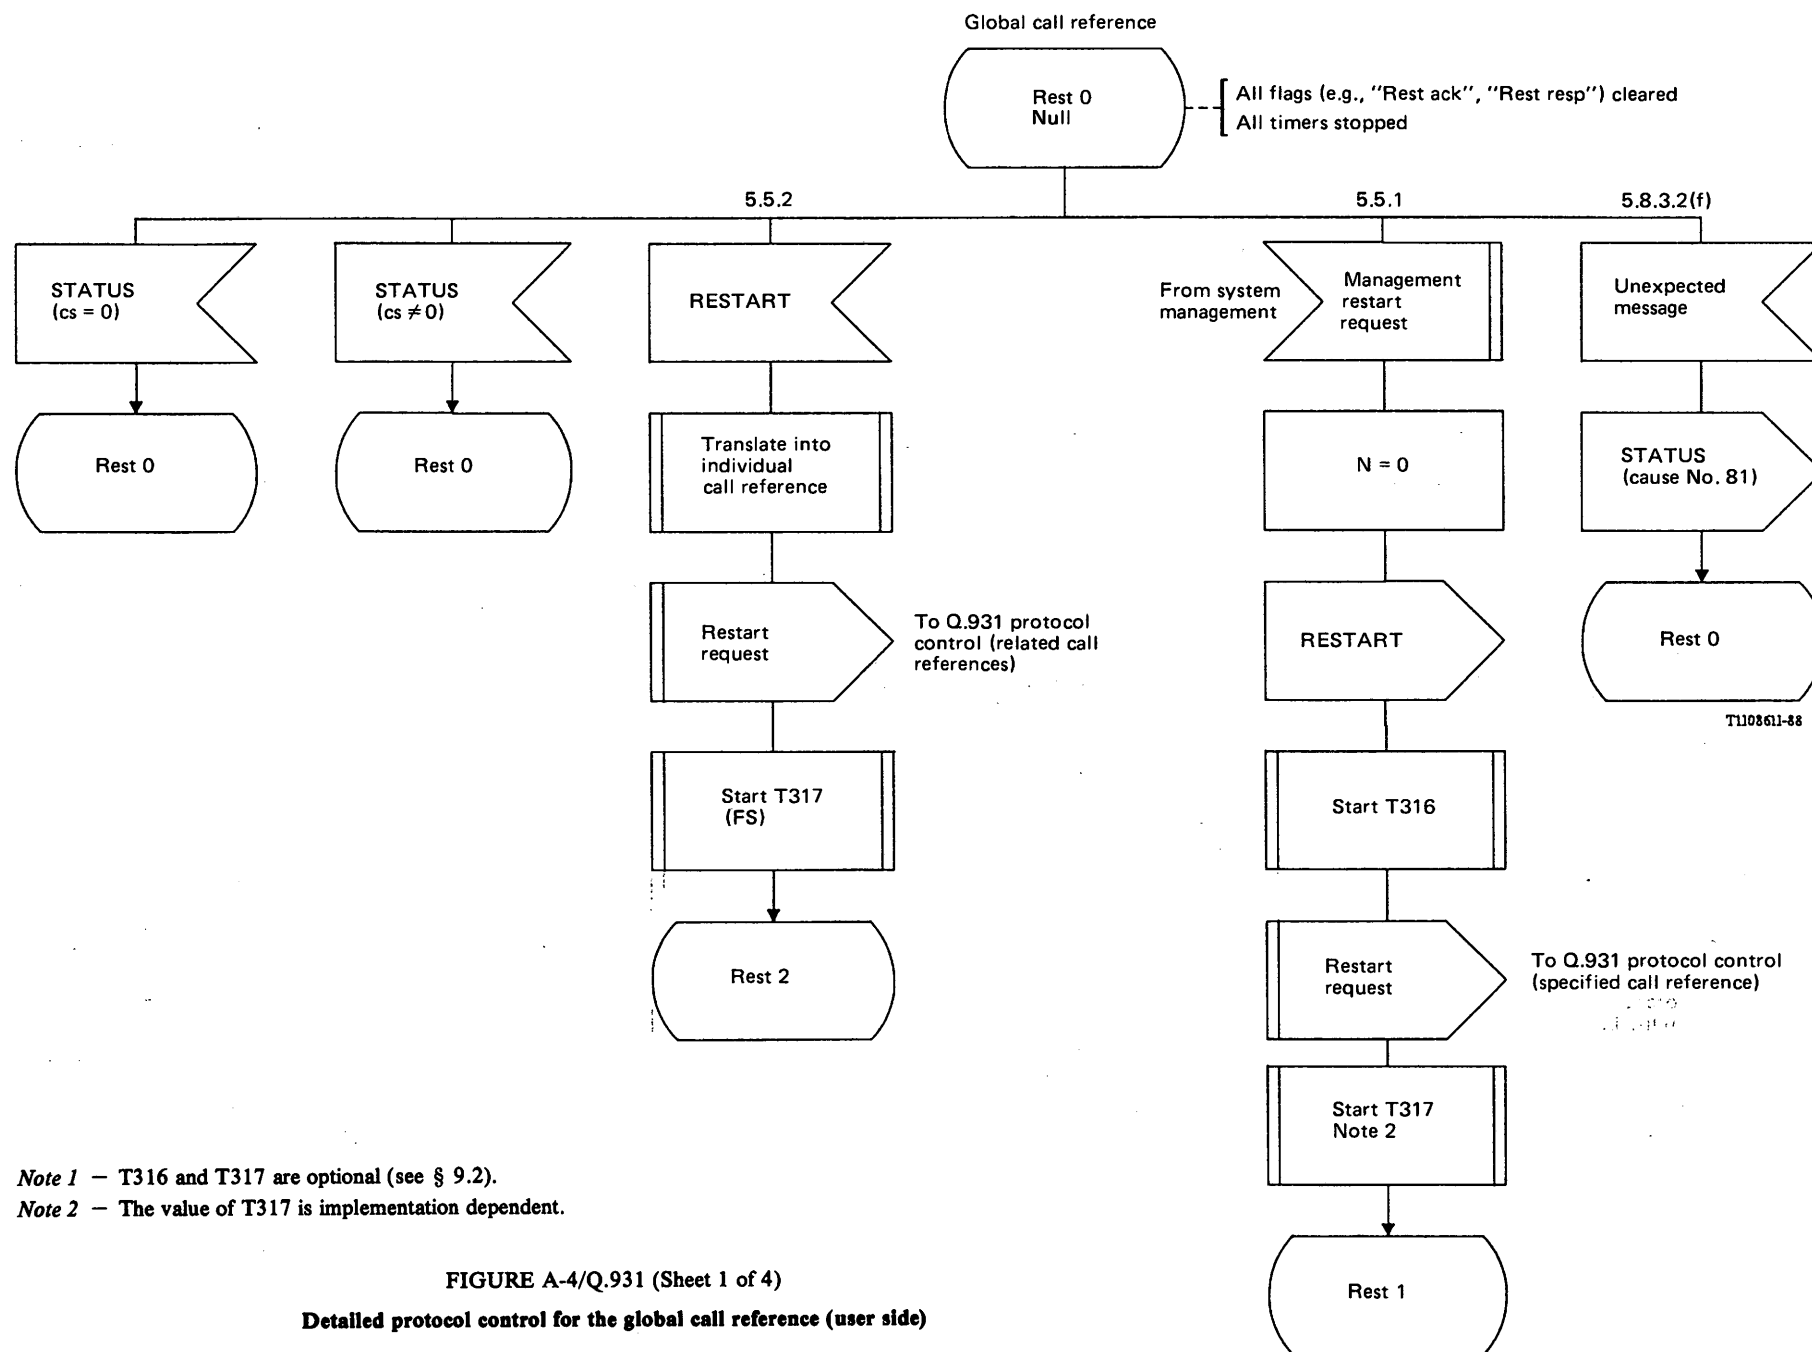 Global call reference
Rest 0
Null
All flags (e.g., "Rest ack", "Rest resp") cleared
All timers stopped
5.5.2
5.5.1
5.8.3.2(f)
STATUS
(cs = 0)
STATUS
(cs ≠ 0)
RESTART
From system
management
Management
restart
request
Unexpected
message
Rest 0
Rest 0
Translate into
individual
call reference
N = 0
STATUS
(cause No. 81)
Restart
request
To Q.931 protocol
control (related call
references)
RESTART
Rest 0
T1108611-88
Start T317
(FS)
Start T316
Rest 2
Restart
request
To Q.931 protocol control
(specified call reference)
Start T317
Note 2
Rest 1
Note 1 — T316 and T317 are optional (see § 9.2).
Note 2 — The value of T317 is implementation dependent.
FIGURE A-4/Q.931 (Sheet 1 of 4)
Detailed protocol control for the global call reference (user side)